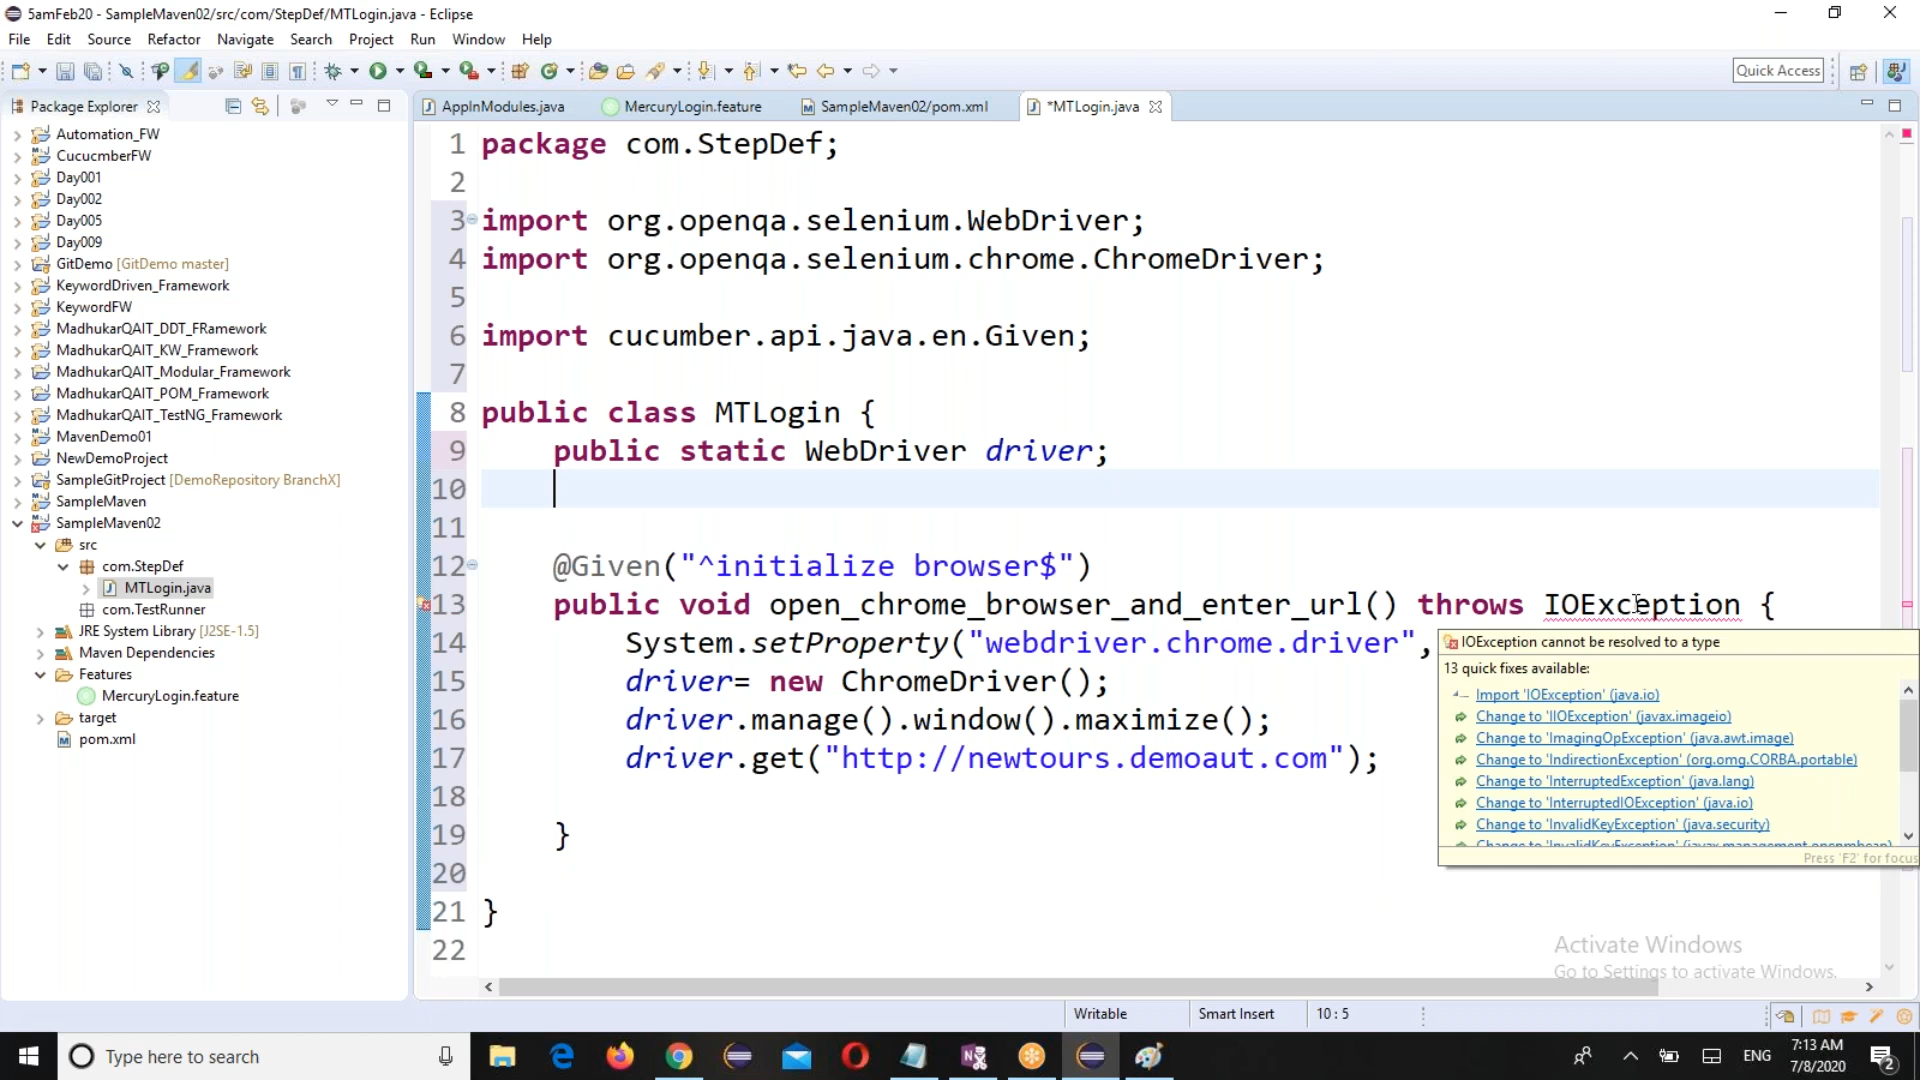 5amFeb20 - SampleMaven02/src/com/StepDef/MTLogin.java - Eclipse
File Edit Source Refactor Navigate Search Project Run Window Help
Quick Access
Package Explorer
AppInModules.java MercuryLogin.feature SampleMaven02/pom.xml *MTLogin.java
Automation_FW
CucucmberFW
Day001
Day002
Day005
Day009
GitDemo [GitDemo master]
KeywordDriven_Framework
KeywordFW
MadhukarQAIT_DDT_FRamework
MadhukarQAIT_KW_Framework
MadhukarQAIT_Modular_Framework
MadhukarQAIT_POM_Framework
MadhukarQAIT_TestNG_Framework
MavenDemo01
NewDemoProject
SampleGitProject [DemoRepository BranchX]
SampleMaven
SampleMaven02
src
com.StepDef
MTLogin.java
com.TestRunner
JRE System Library [J2SE-1.5]
Maven Dependencies
Features
MercuryLogin.feature
target
pom.xml
1 package com.StepDef;
2
3 import org.openqa.selenium.WebDriver;
4 import org.openqa.selenium.chrome.ChromeDriver;
5
6 import cucumber.api.java.en.Given;
7
8 public class MTLogin {
9 public static WebDriver driver;
10
11
12 @Given("^initialize browser$")
13 public void open_chrome_browser_and_enter_url() throws IOException {
14 System.setProperty("webdriver.chrome.driver",
15 driver= new ChromeDriver();
16 driver.manage().window().maximize();
17 driver.get("http://newtours.demoaut.com");
18
19 }
20
21 }
22
IOException cannot be resolved to a type
13 quick fixes available:
Import 'IOException' (java.io)
Change to 'IIOException' (javax.imageio)
Change to 'ImagingOpException' (java.awt.image)
Change to 'IndirectionException' (org.omg.CORBA.portable)
Change to 'InterruptedException' (java.lang)
Change to 'InterruptedIOException' (java.io)
Change to 'InvalidKeyException' (java.security)
Change to 'InvalidKeyException' (javax.management.openmbean)
Press 'F2' for focus
Activate Windows
Go to Settings to activate Windows.
Writable Smart Insert 10 : 5
Type here to search
ENG
7:13 AM
7/8/2020
2